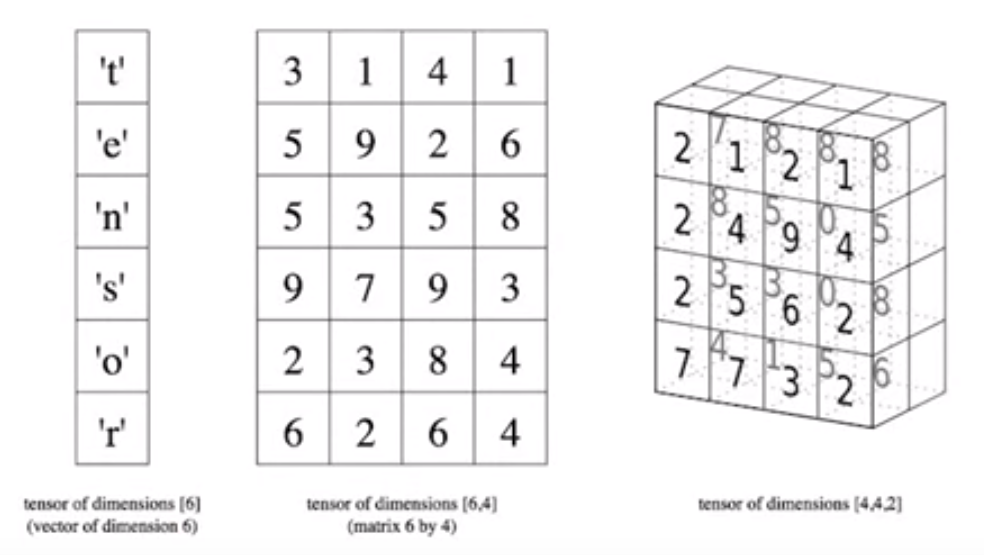 't'
'e'
'n'
's'
'o'
'r'
3 1 4 1
5 9 2 6
5 3 5 8
9 7 9 3
2 3 8 4
6 2 6 4
2 7 1 8 2 8 1 8
2 8 4 5 9 0 4 5
2 3 5 3 6 0 2 8
7 4 7 1 3 5 2 6
tensor of dimensions [6]
(vector of dimension 6)
tensor of dimensions [6,4]
(matrix 6 by 4)
tensor of dimensions [4,4,2]